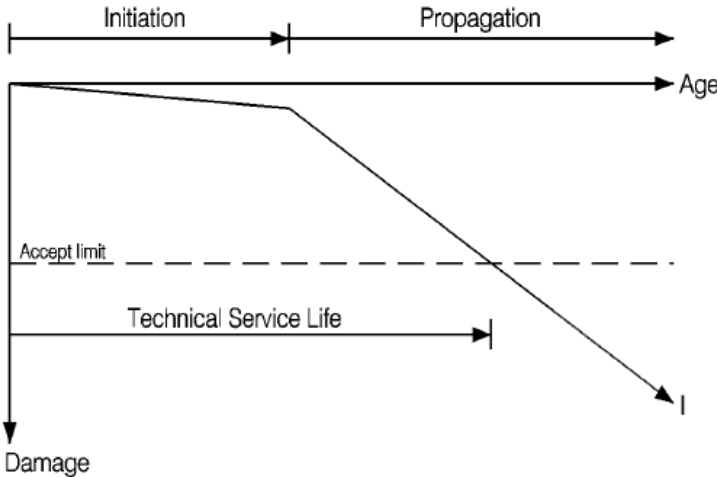 Initiation
Propagation
Age
Accept limit
Technical Service Life
I
Damage